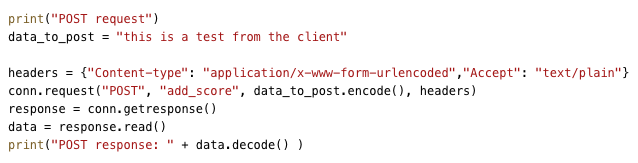 print("POST request")
data_to_post = "this is a test from the client"

headers = {"Content-type": "application/x-www-form-urlencoded","Accept": "text/plain"}
conn.request("POST", "add_score", data_to_post.encode(), headers)
response = conn.getresponse()
data = response.read()
print("POST response: " + data.decode() )